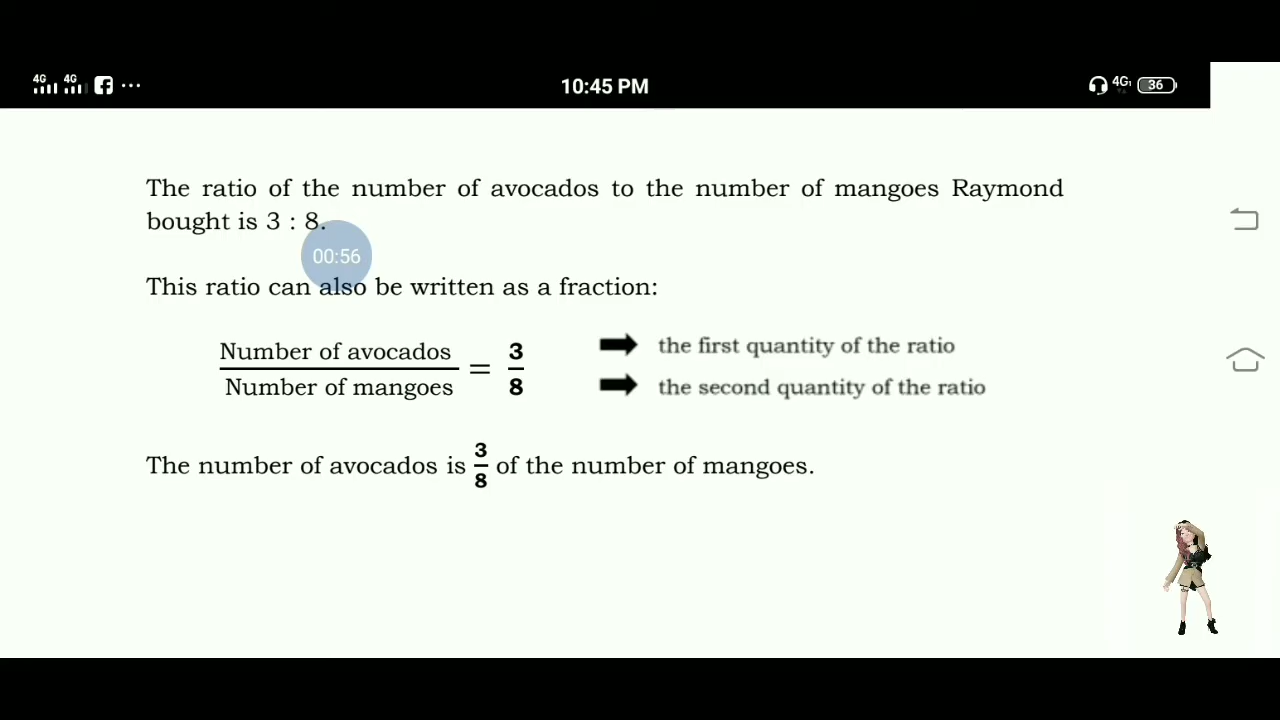 4G 4G 10:45 PM 4G 36
The ratio of the number of avocados to the number of mangoes Raymond
bought is 3 : 8.
00:56
This ratio can also be written as a fraction:
Number of avocados
Number of mangoes
=
3
8
the first quantity of the ratio
the second quantity of the ratio
The number of avocados is 3/8 of the number of mangoes.